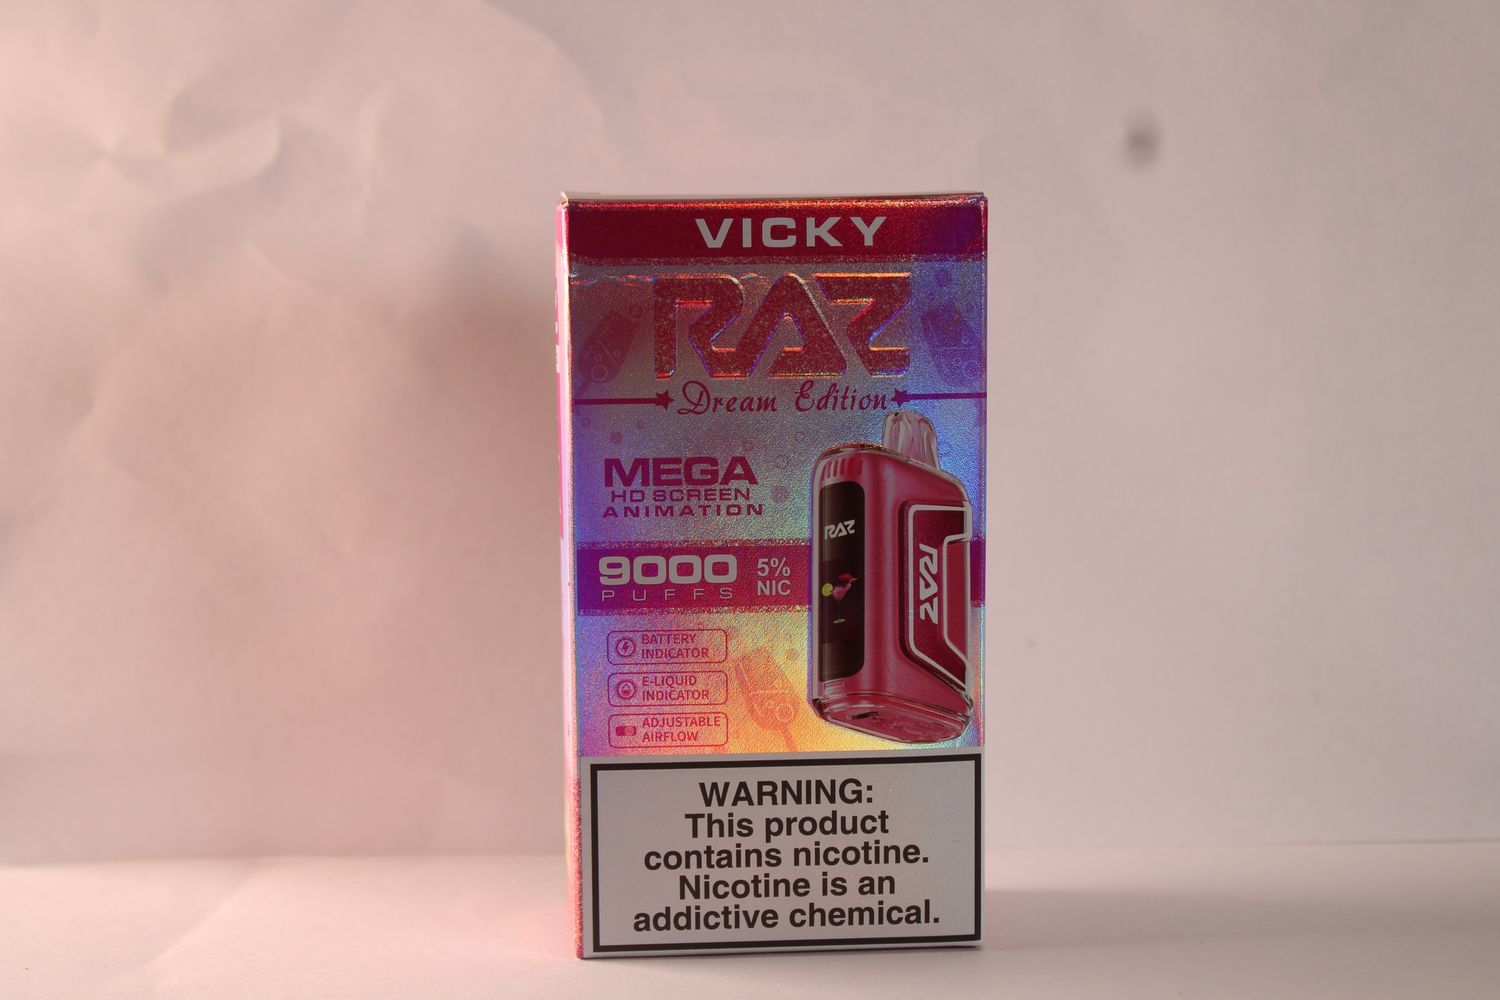 VICKY
RAZ
Dream Edition
MEGA
HD SCREEN
ANIMATION
9000
PUFFS
5%
NIC
RAZ
RAZ
BATTERY
INDICATOR
E-LIQUID
INDICATOR
ADJUSTABLE
AIRFLOW
WARNING:
This product
contains nicotine.
Nicotine is an
addictive chemical.